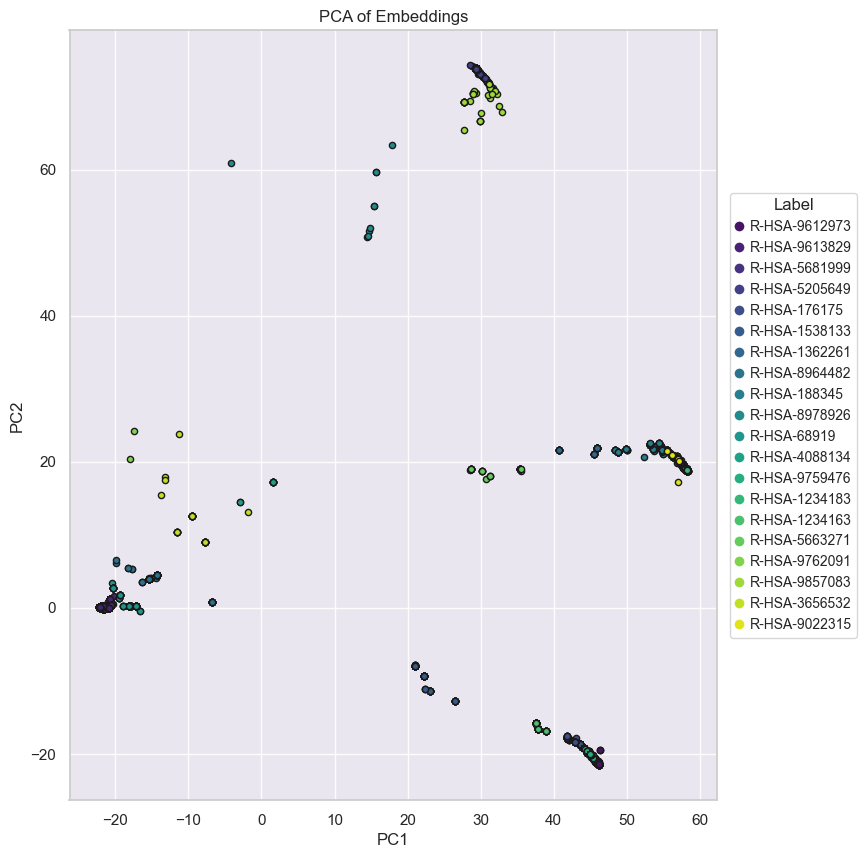 PCA of Embeddings
60
40
20
0
−20
PC2
−20
−10
0
10
20
30
40
50
60
PC1
Label
R-HSA-9612973
R-HSA-9613829
R-HSA-5681999
R-HSA-5205649
R-HSA-176175
R-HSA-1538133
R-HSA-1362261
R-HSA-8964482
R-HSA-188345
R-HSA-8978926
R-HSA-68919
R-HSA-4088134
R-HSA-9759476
R-HSA-1234183
R-HSA-1234163
R-HSA-5663271
R-HSA-9762091
R-HSA-9857083
R-HSA-3656532
R-HSA-9022315